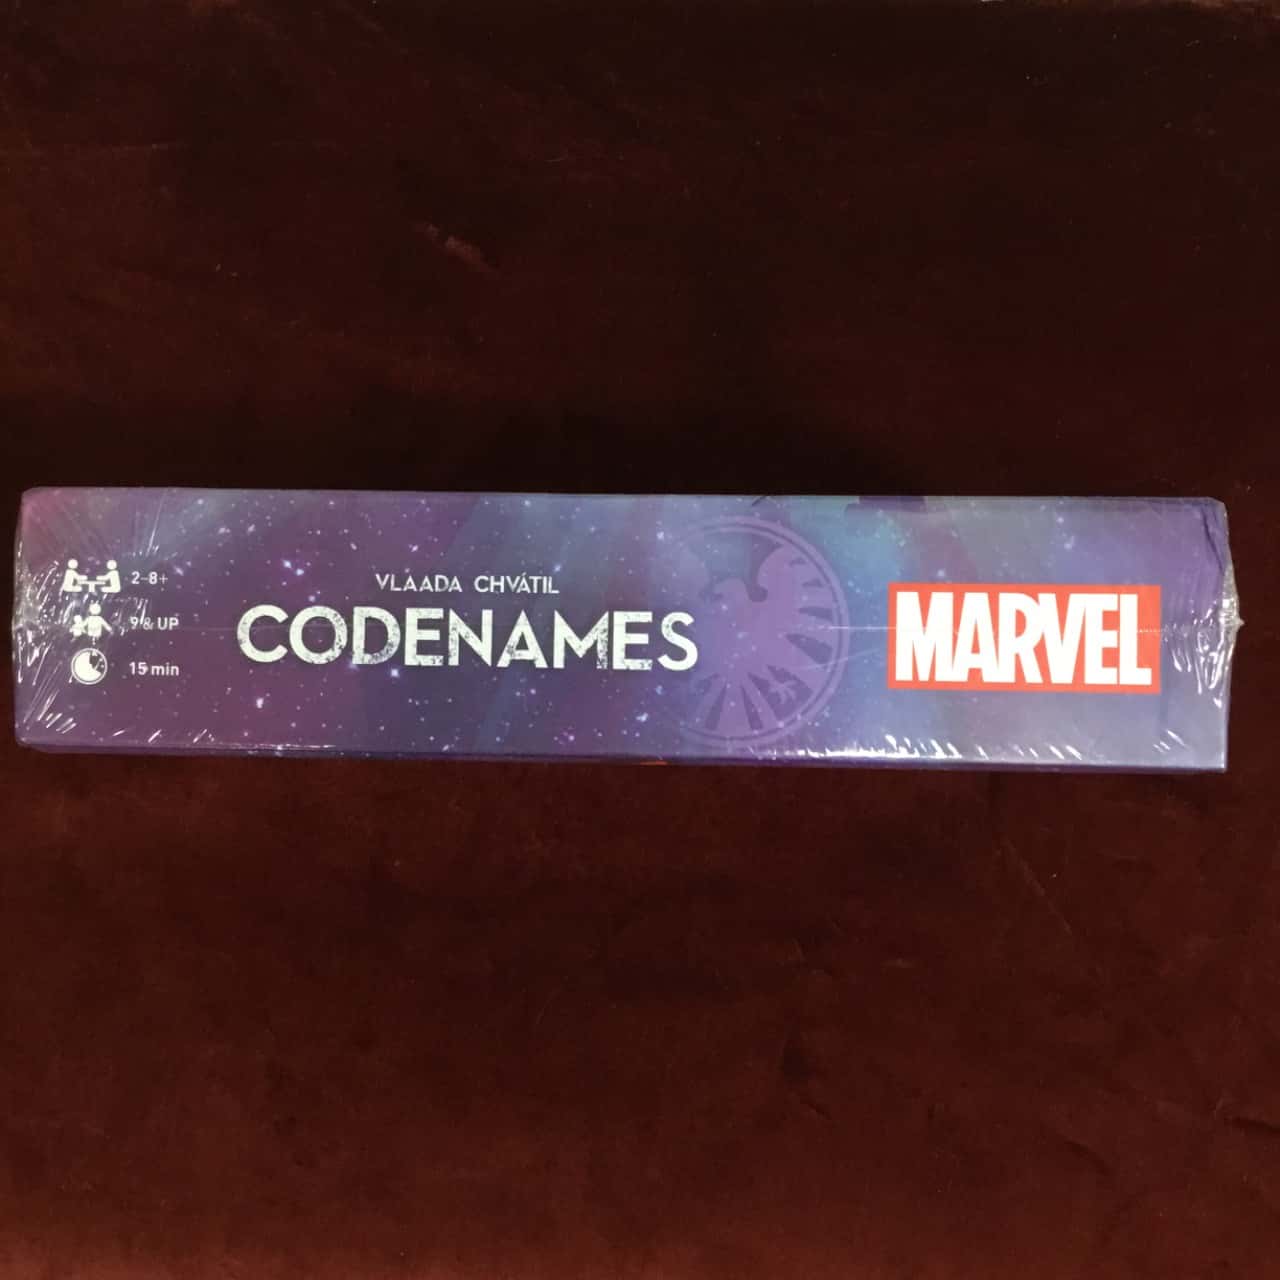 2-8+
9 & UP
15 min
VLAADA CHVÁTIL
CODENAMES
MARVEL